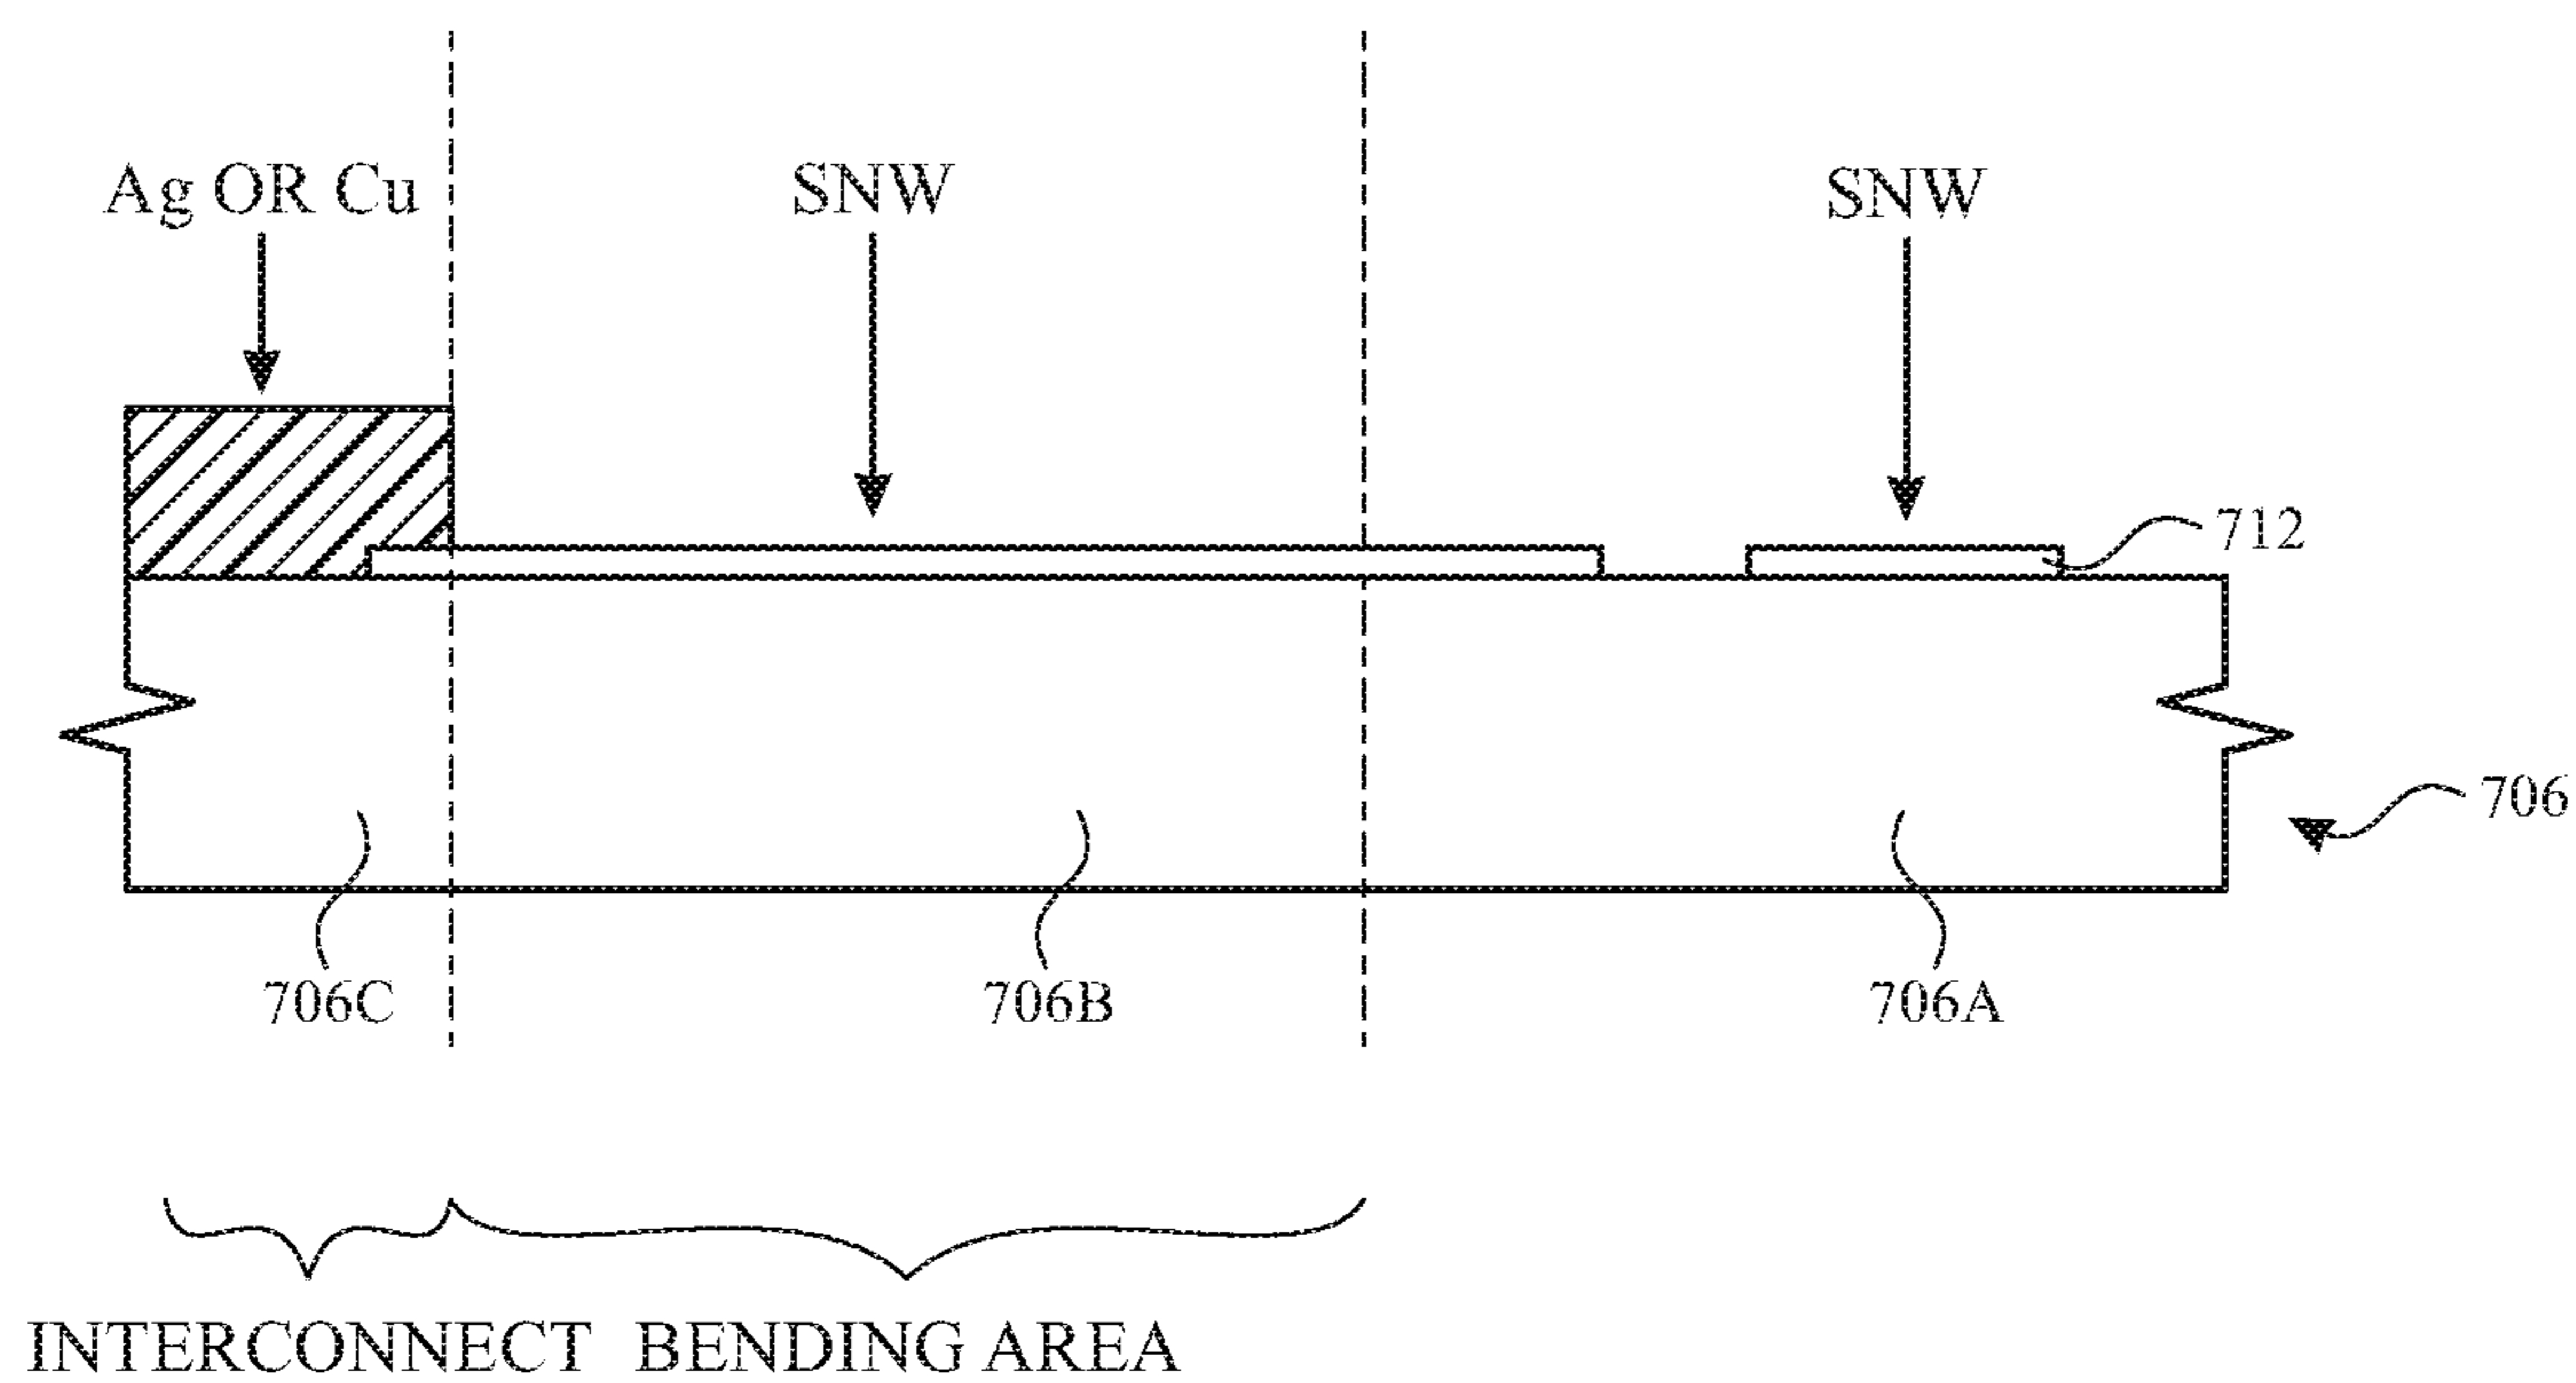 Ag OR Cu
SNW
SNW
712
706
706C
706B
706A
INTERCONNECT
BENDING AREA